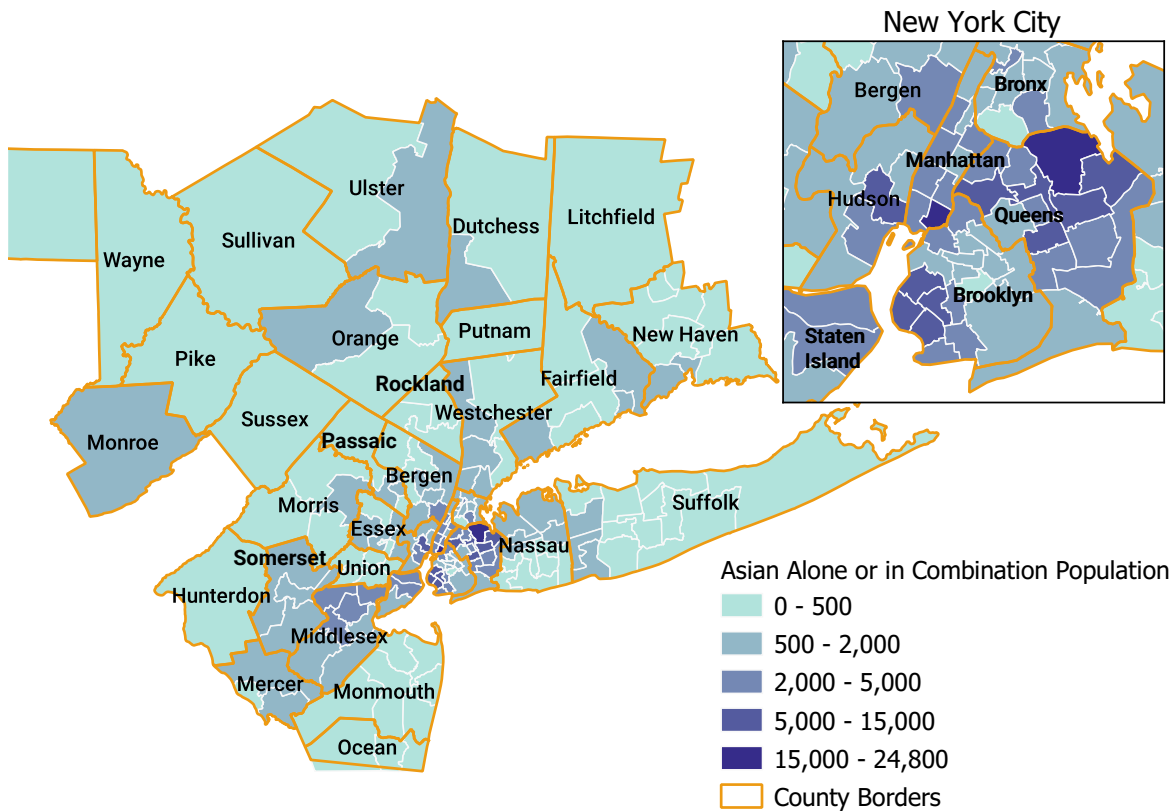 New York City
Bergen
Bronx
Manhattan
Hudson
Queens
Brooklyn
Staten
Island
Ulster
Dutchess
Litchfield
Sullivan
Wayne
Orange
Putnam
New Haven
Pike
Rockland
Fairfield
Westchester
Sussex
Passaic
Monroe
Bergen
Morris
Suffolk
Essex
Nassau
Somerset
Union
Hunterdon
Middlesex
Mercer
Monmouth
Ocean
Asian Alone or in Combination Population
0 - 500
500 - 2,000
2,000 - 5,000
5,000 - 15,000
15,000 - 24,800
County Borders